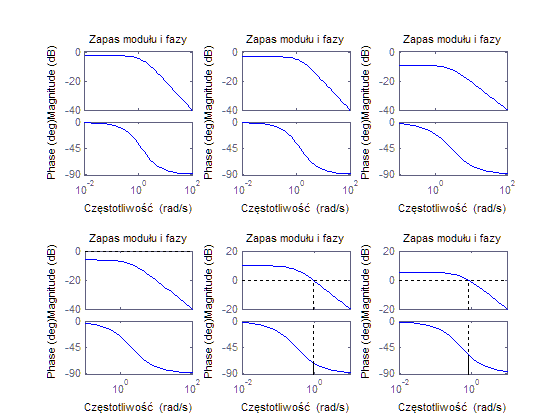 Zapas modułu i fazy
Magnitude (dB)
0
-20
-40
Phase (deg)
0
-45
-90
10^-2
10^0
10^2
Częstotliwość (rad/s)
Zapas modułu i fazy
Magnitude (dB)
0
-20
-40
Phase (deg)
0
-45
-90
10^-2
10^0
10^2
Częstotliwość (rad/s)
Zapas modułu i fazy
Magnitude (dB)
0
-20
-40
Phase (deg)
0
-45
-90
10^0
10^2
Częstotliwość (rad/s)
Zapas modułu i fazy
Magnitude (dB)
0
-20
-40
Phase (deg)
0
-45
-90
10^0
10^2
Częstotliwość (rad/s)
Zapas modułu i fazy
Magnitude (dB)
20
0
-20
-40
Phase (deg)
0
-45
-90
10^0
Częstotliwość (rad/s)
Zapas modułu i fazy
Magnitude (dB)
20
0
-20
Phase (deg)
0
-45
-90
10^-2
10^0
10^2
Częstotliwość (rad/s)